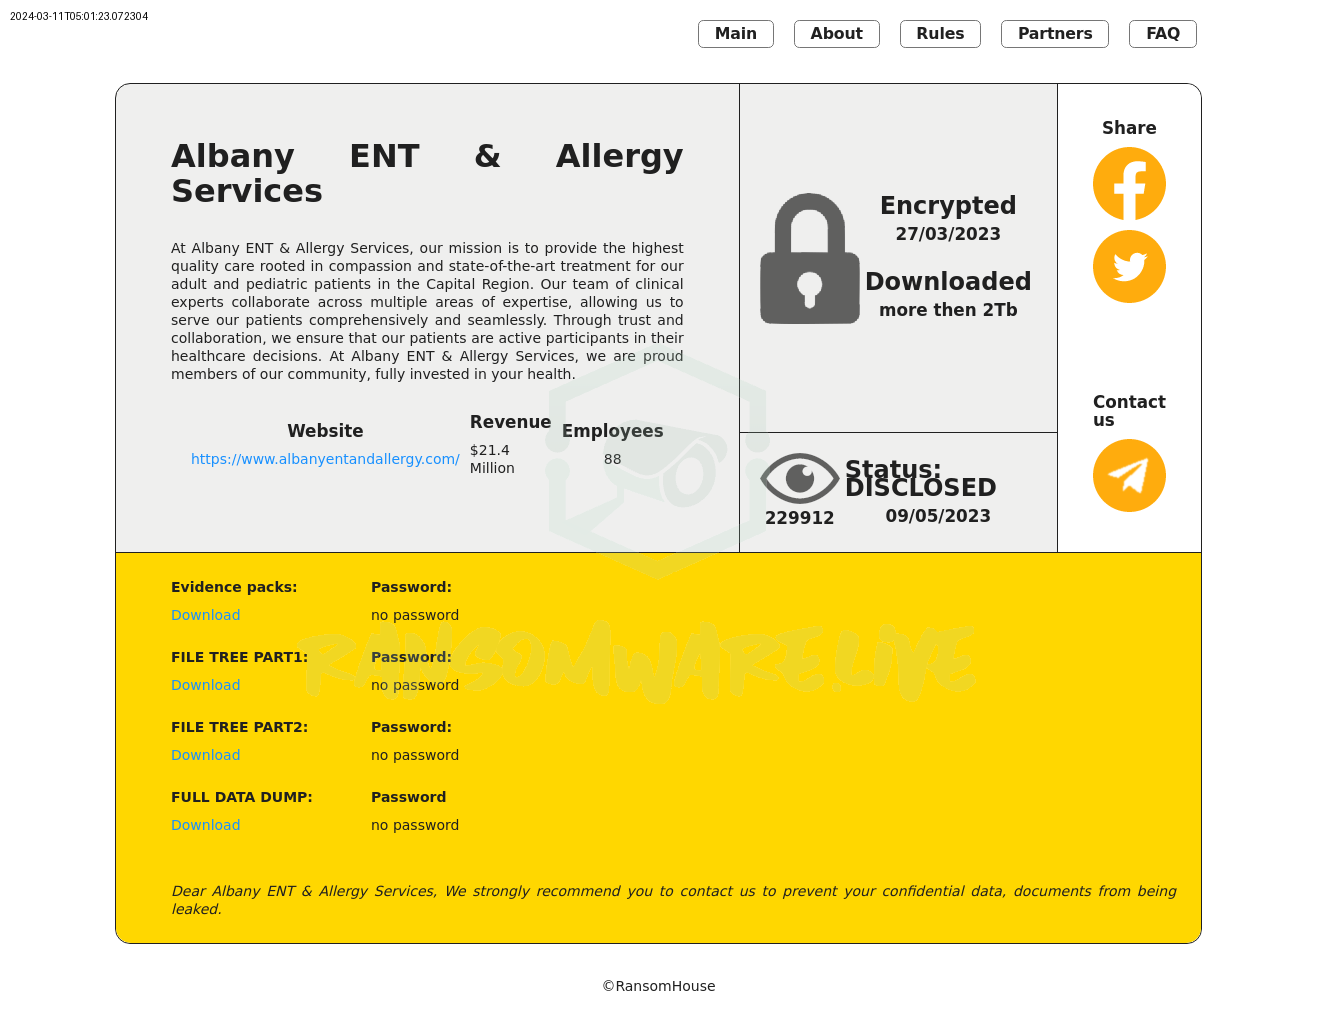 2024-03-11T05:01:23.072304
Main
About
Rules
Partners
FAQ
Albany ENT & Allergy
Services
At Albany ENT & Allergy Services, our mission is to provide the highest
quality care rooted in compassion and state-of-the-art treatment for our
adult and pediatric patients in the Capital Region. Our team of clinical
experts collaborate across multiple areas of expertise, allowing us to
serve our patients comprehensively and seamlessly. Through trust and
collaboration, we ensure that our patients are active participants in their
healthcare decisions. At Albany ENT & Allergy Services, we are proud
members of our community, fully invested in your health.
Website
https://www.albanyentandallergy.com/
Revenue
$21.4
Million
Employees
88
Encrypted
27/03/2023
Downloaded
more then 2Tb
229912
Status:
DISCLOSED
09/05/2023
Share
Contact
us
Evidence packs:
Password:
Download
no password
FILE TREE PART1:
Password:
Download
no password
FILE TREE PART2:
Password:
Download
no password
FULL DATA DUMP:
Password
Download
no password
RANSOMWARE.LIVE
Dear Albany ENT & Allergy Services, We strongly recommend you to contact us to prevent your confidential data, documents from being
leaked.
©RansomHouse